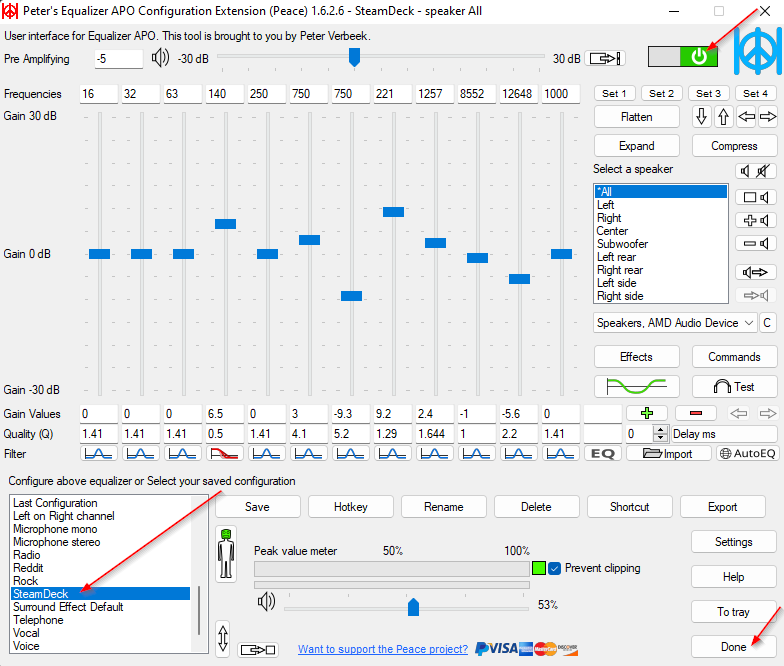 Peter's Equalizer APO Configuration Extension (Peace) 1.6.2.6 - SteamDeck - speaker All
User interface for Equalizer APO. This tool is brought to you by Peter Verbeek.
Pre Amplifying -5 -30 dB 30 dB
Frequencies 16 32 63 140 250 750 750 221 1257 8552 12648 1000 Set 1 Set 2 Set 3 Set 4
Gain 30 dB
Flatten
Expand Compress
Select a speaker
*All
Left
Right
Center
Subwoofer
Left rear
Right rear
Left side
Right side
Gain 0 dB
Speakers, AMD Audio Device C
Effects Commands
Test
Gain -30 dB
Gain Values 0 0 0 6.5 0 3 -9.3 9.2 2.4 -1 -5.6 0
Quality (Q) 1.41 1.41 1.41 0.5 1.41 4.1 5.2 1.29 1.644 1 2.2 1.41 0 Delay ms
Filter EQ Import AutoEQ
Configure above equalizer or Select your saved configuration
Last Configuration
Left on Right channel
Microphone mono
Microphone stereo
Radio
Reddit
Rock
SteamDeck
Surround Effect Default
Telephone
Vocal
Voice
Save Hotkey Rename Delete Shortcut Export
Peak value meter 50% 100%
Prevent clipping
53%
Settings
Help
To tray
Done
Want to support the Peace project? PayPal VISA MasterCard DISCOVER